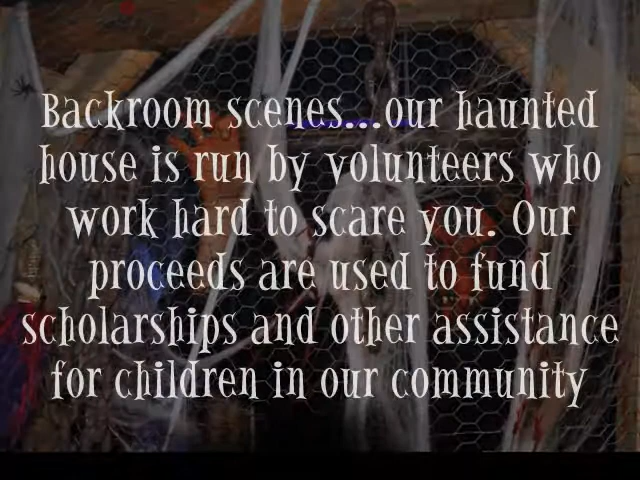 Backroom scenes...our haunted
house is run by volunteers who
work hard to scare you. Our
proceeds are used to fund
scholarships and other assistance
for children in our community